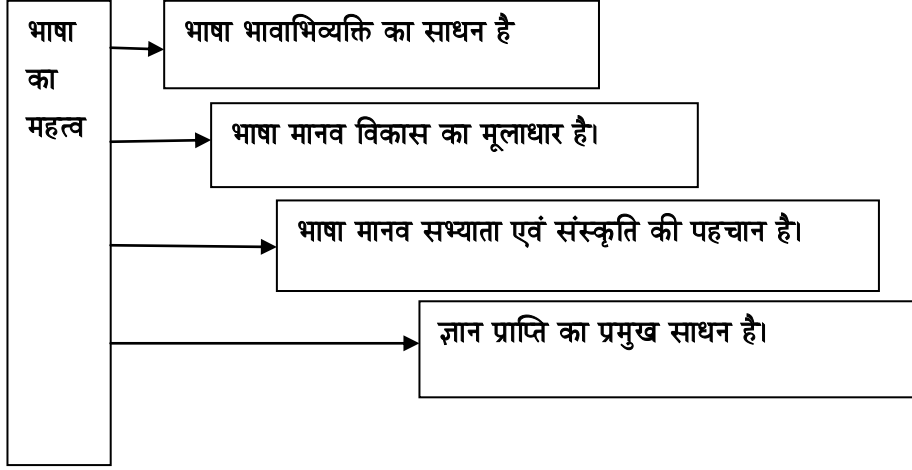 भाषा
का
महत्व
भाषा भावाभिव्यक्ति का साधन है
भाषा मानव विकास का मूलाधार है।
भाषा मानव सभ्याता एवं संस्कृति की पहचान है।
ज्ञान प्राप्ति का प्रमुख साधन है।